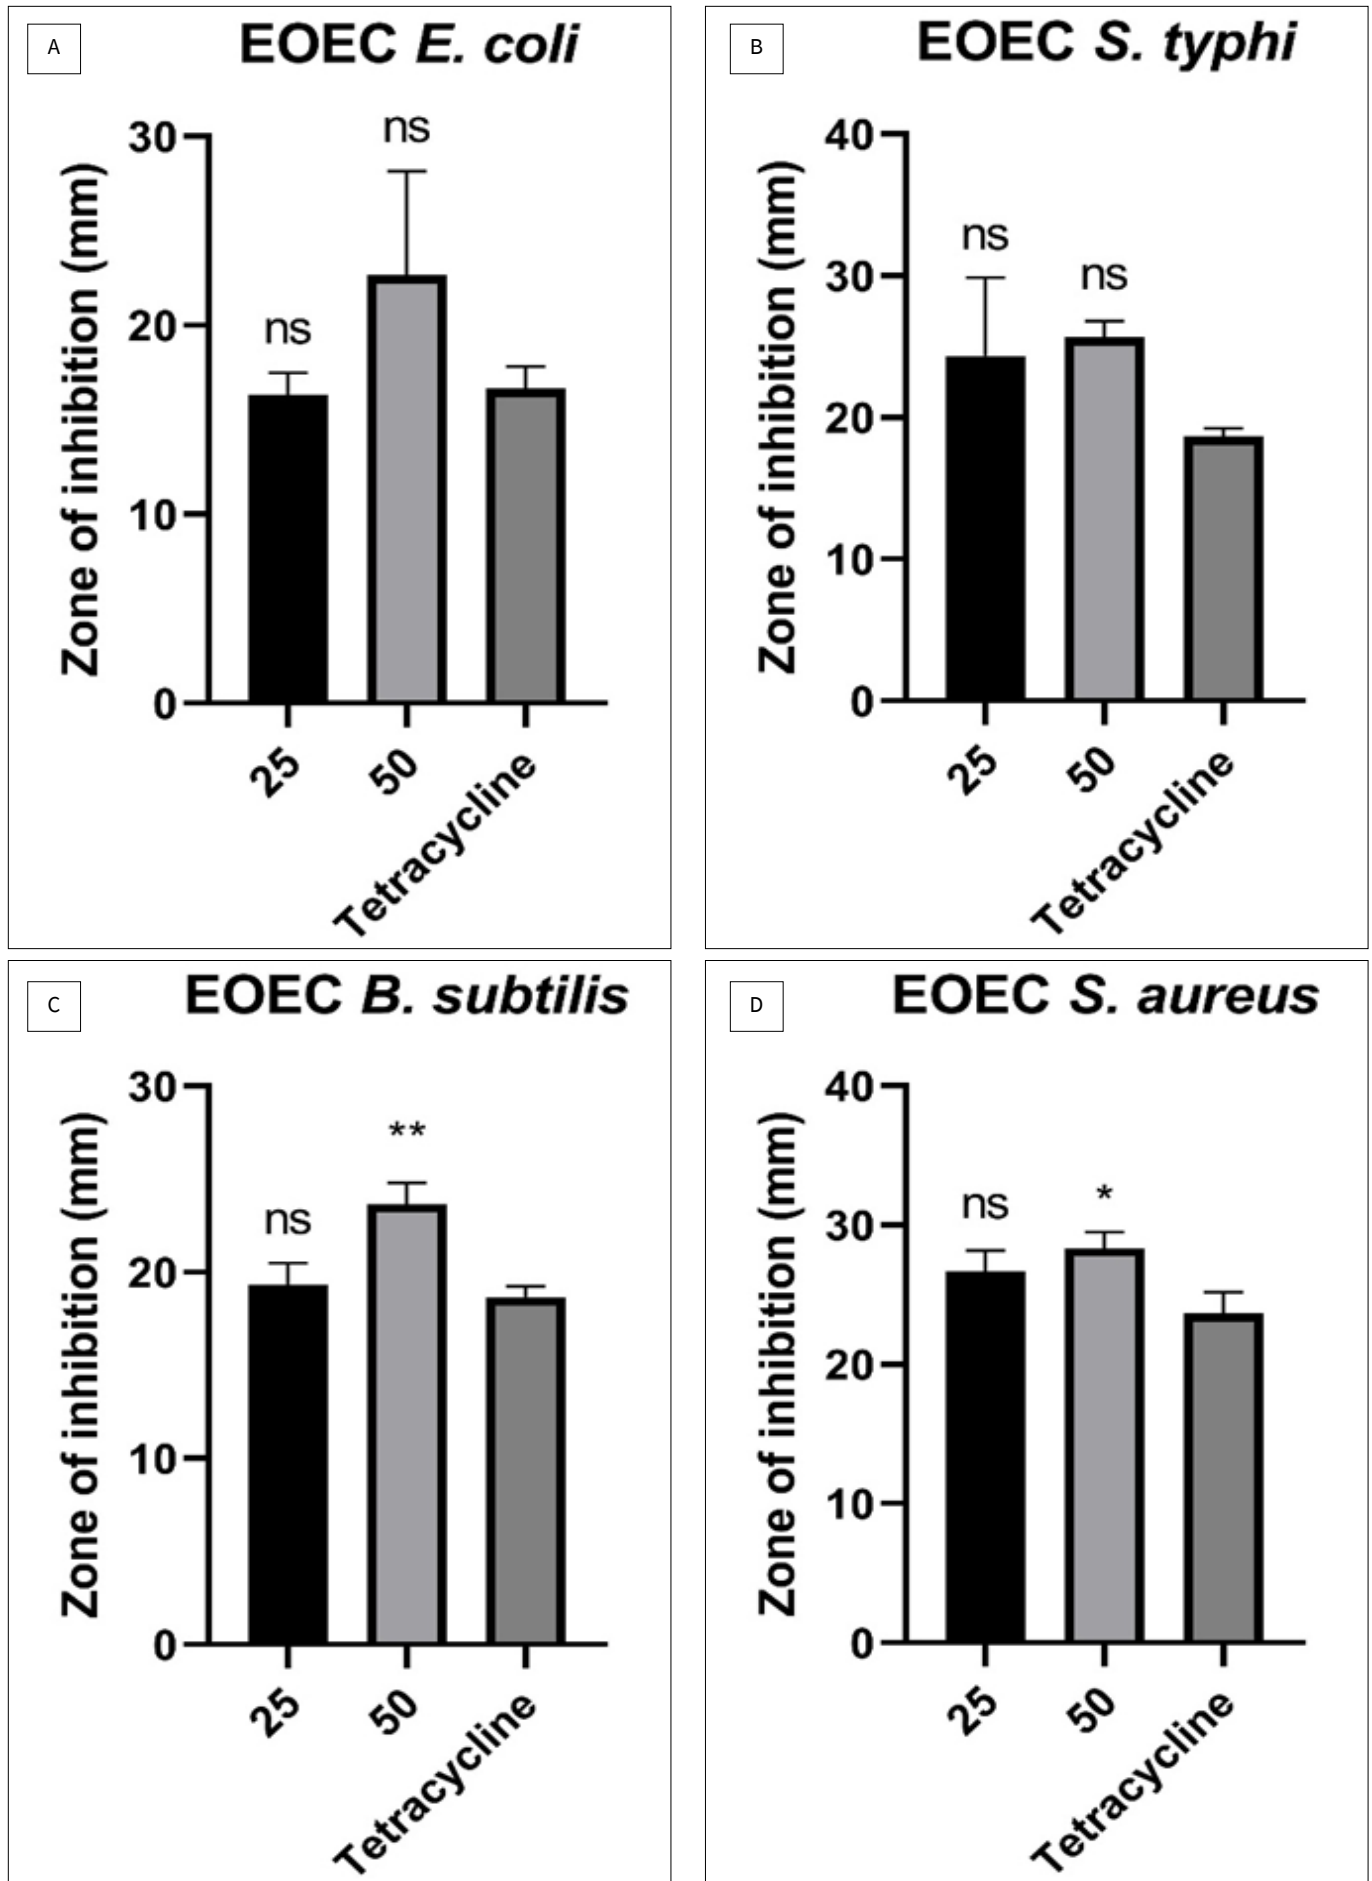 A
EOEC E. coli
Zone of inhibition (mm)
30
20
10
0
ns
ns
25
50
Tetracycline
B
EOEC S. typhi
Zone of inhibition (mm)
40
30
20
10
0
ns
ns
25
50
Tetracycline
C
EOEC B. subtilis
Zone of inhibition (mm)
30
20
10
0
ns
**
25
50
Tetracycline
D
EOEC S. aureus
Zone of inhibition (mm)
40
30
20
10
0
ns
*
25
50
Tetracycline